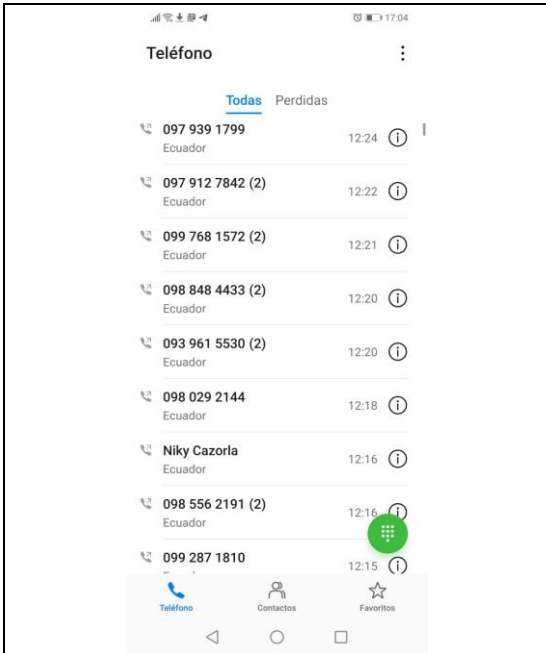 17:04
Teléfono
Todas Perdidas
097 939 1799
12:24
Ecuador
097 912 7842 (2)
12:22
Ecuador
099 768 1572 (2)
12:21
Ecuador
098 848 4433 (2)
12:20
Ecuador
093 961 5530 (2)
12:20
Ecuador
098 029 2144
12:18
Ecuador
Niky Cazorla
12:16
Ecuador
098 556 2191 (2)
12:16
Ecuador
099 287 1810
12:15
Teléfono Contactos Favoritos